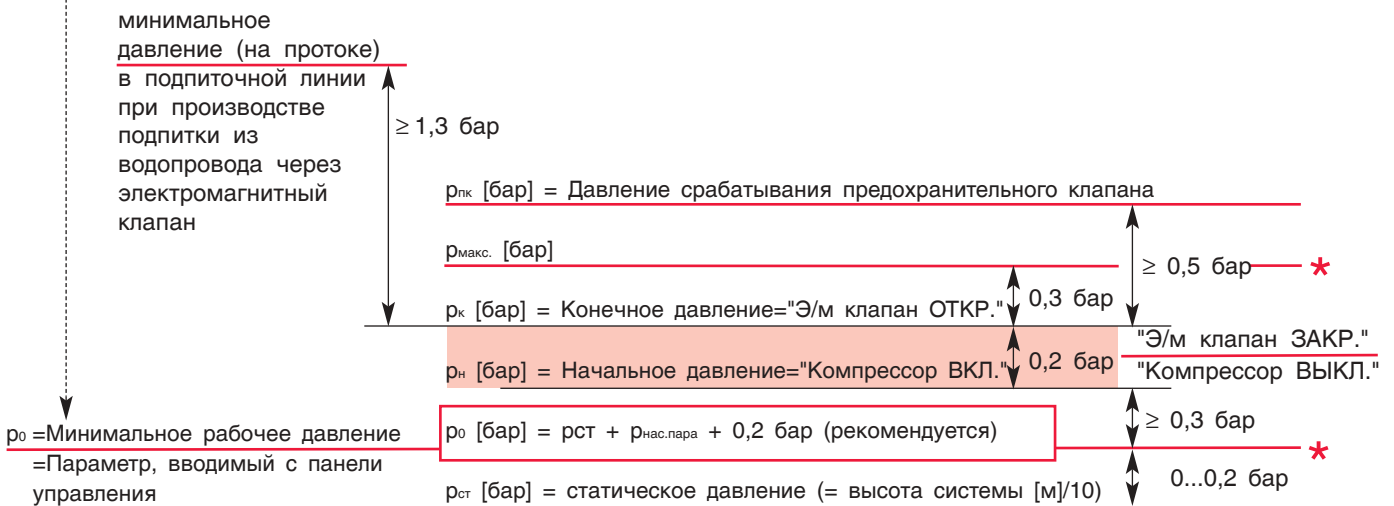 минимальное
давление (на протоке)
в подпиточной линии
при производстве
подпитки из
водопровода через
электромагнитный
клапан
≥ 1,3 бар
pпк [бар] = Давление срабатывания предохранительного клапана
pмакс. [бар]
≥ 0,5 бар
*
pк [бар] = Конечное давление="Э/м клапан ОТКР."
0,3 бар
"Э/м клапан ЗАКР."
pн [бар] = Начальное давление="Компрессор ВКЛ."
0,2 бар
"Компрессор ВЫКЛ."
≥ 0,3 бар
p0 =Минимальное рабочее давление
=Параметр, вводимый с панели
управления
p0 [бар] = pст + pнас.пара + 0,2 бар (рекомендуется)
*
pст [бар] = статическое давление (= высота системы [м]/10)
0...0,2 бар